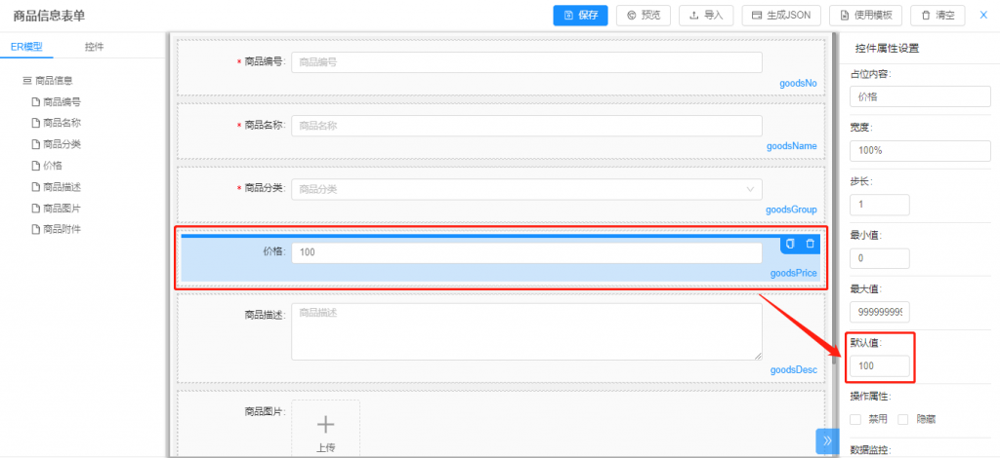 商品信息表单
保存 预览 导入 生成JSON 使用模板 清空 X
ER模型 控件
商品信息
商品编号
商品名称
商品分类
价格
商品描述
商品图片
商品附件
* 商品编号: 商品编号
goodsNo
* 商品名称: 商品名称
goodsName
* 商品分类: 商品分类
goodsGroup
价格: 100
goodsPrice
商品描述: 商品描述
goodsDesc
商品图片:
上传
控件属性设置
占位内容:
价格
宽度:
100%
步长:
1
最小值:
0
最大值:
999999999
默认值:
100
操作属性:
禁用 隐藏
数据监控: